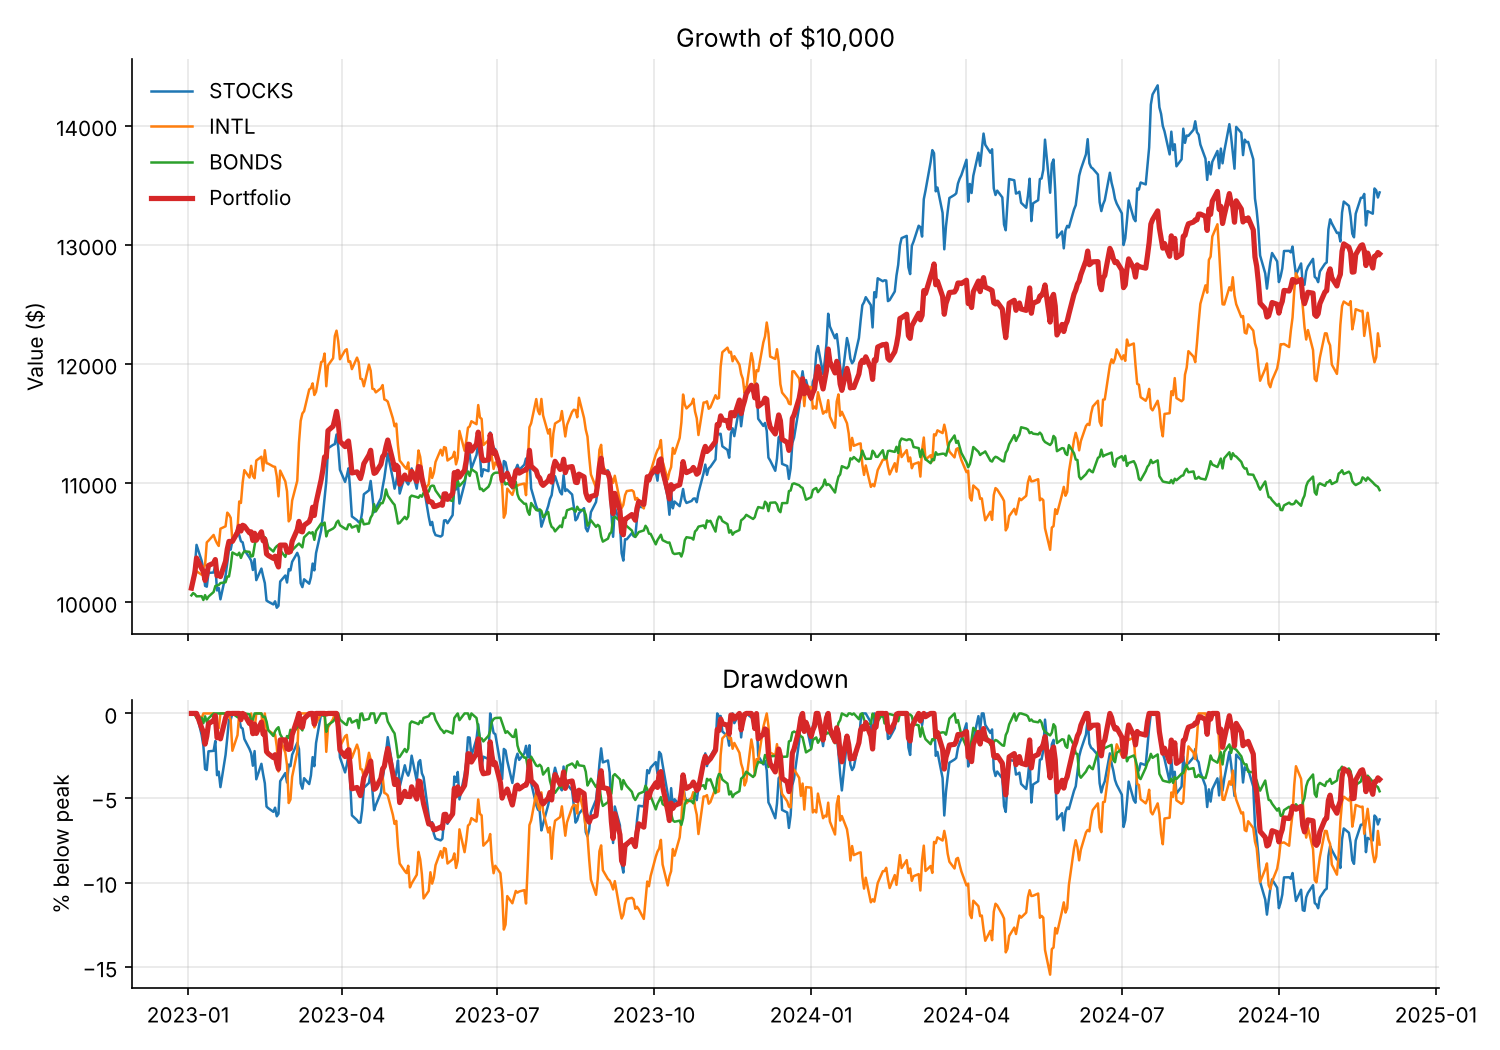 Growth of $10,000
STOCKS
INTL
BONDS
Portfolio
Value ($)
14000
13000
12000
11000
10000
Drawdown
% below peak
0
−5
−10
−15
2023-01
2023-04
2023-07
2023-10
2024-01
2024-04
2024-07
2024-10
2025-01